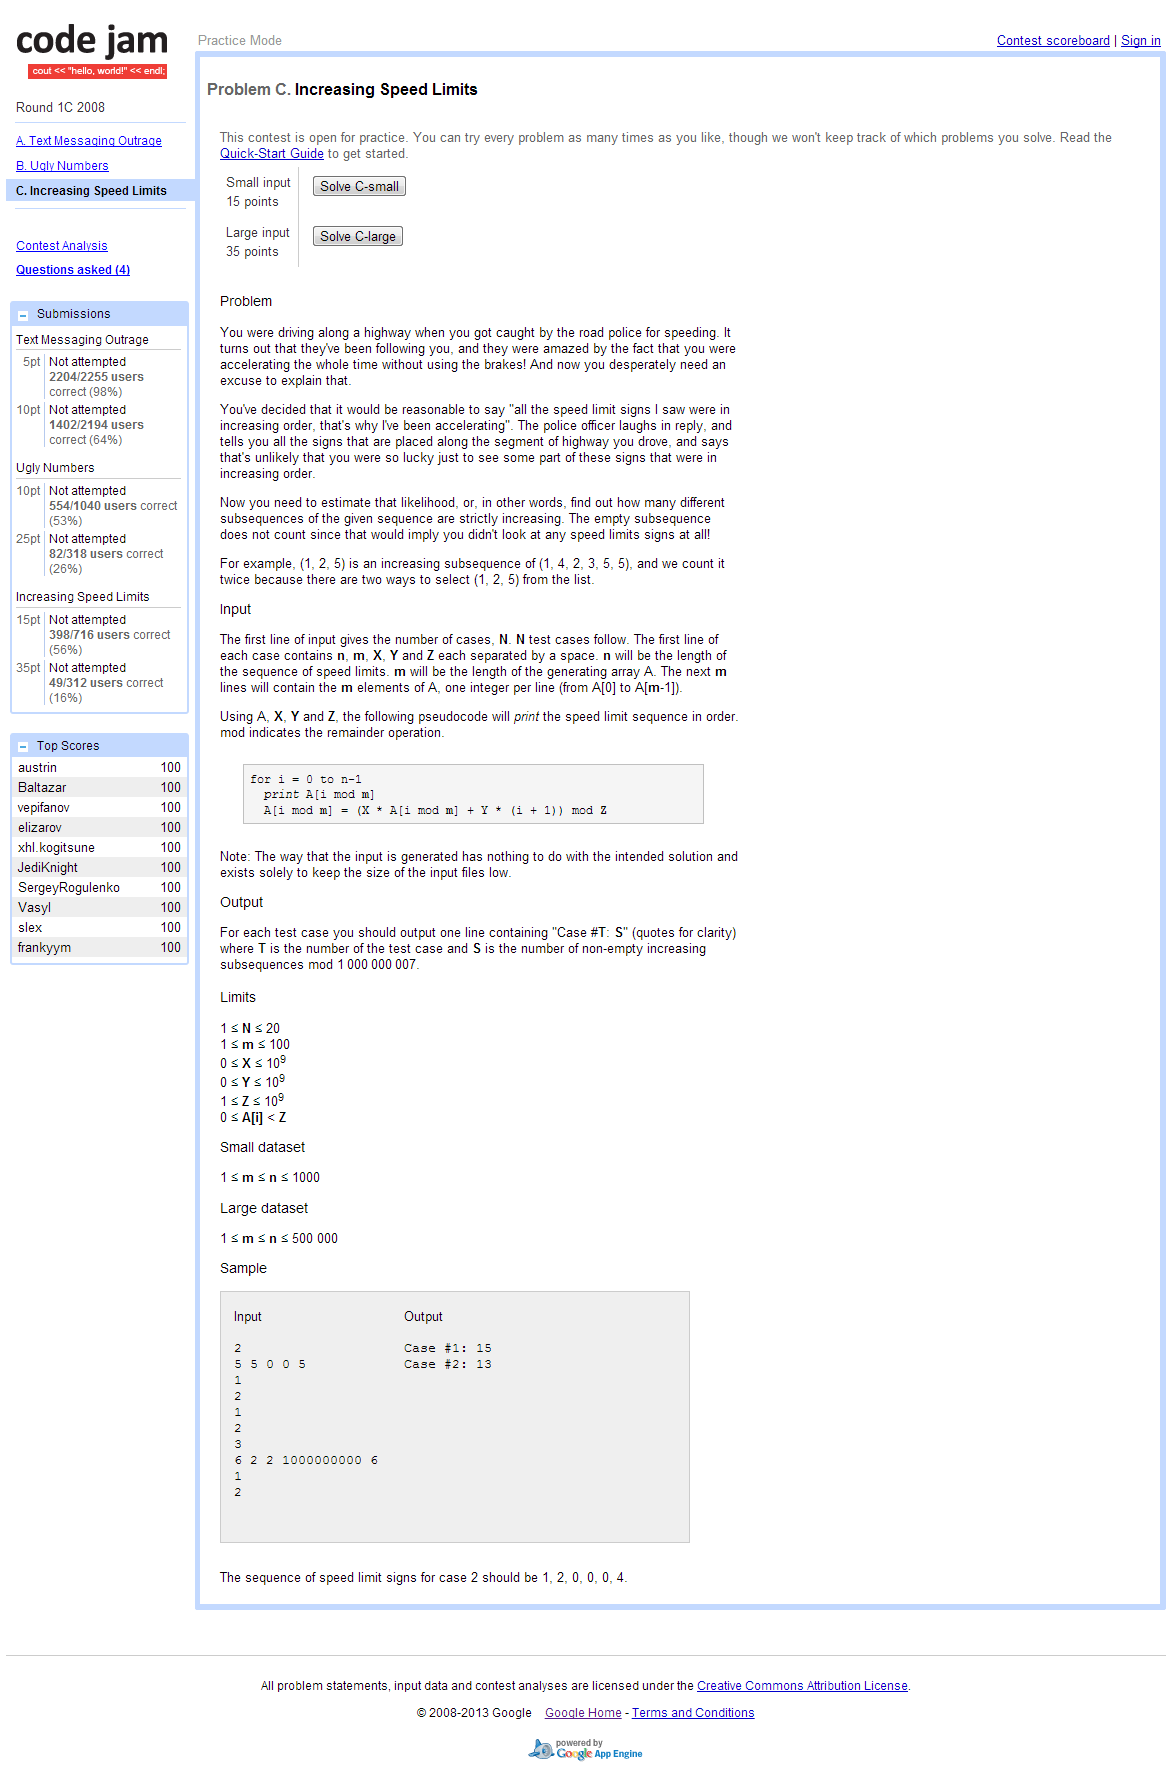 code jam
cout << "hello, world!" << endl;
Practice Mode
Contest scoreboard | Sign in
Round 1C 2008
A. Text Messaging Outrage
B. Ugly Numbers
C. Increasing Speed Limits
Contest Analysis
Questions asked (4)
Submissions
Text Messaging Outrage
5pt Not attempted
2204/2255 users
correct (98%)
10pt Not attempted
1402/2194 users
correct (64%)
Ugly Numbers
10pt Not attempted
554/1040 users correct
(53%)
25pt Not attempted
82/318 users correct
(26%)
Increasing Speed Limits
15pt Not attempted
398/716 users correct
(56%)
35pt Not attempted
49/312 users correct
(16%)
Top Scores
austrin 100
Baltazar 100
vepifanov 100
elizarov 100
xhl.kogitsune 100
JediKnight 100
SergeyRogulenko 100
Vasyl 100
slex 100
frankyym 100
Problem C. Increasing Speed Limits
This contest is open for practice. You can try every problem as many times as you like, though we won't keep track of which problems you solve. Read the
Quick-Start Guide to get started.
Small input
15 points
Solve C-small
Large input
35 points
Solve C-large
Problem
You were driving along a highway when you got caught by the road police for speeding. It
turns out that they've been following you, and they were amazed by the fact that you were
accelerating the whole time without using the brakes! And now you desperately need an
excuse to explain that.
You've decided that it would be reasonable to say "all the speed limit signs I saw were in
increasing order, that's why I've been accelerating". The police officer laughs in reply, and
tells you all the signs that are placed along the segment of highway you drove, and says
that's unlikely that you were so lucky just to see some part of these signs that were in
increasing order.
Now you need to estimate that likelihood, or, in other words, find out how many different
subsequences of the given sequence are strictly increasing. The empty subsequence
does not count since that would imply you didn't look at any speed limits signs at all!
For example, (1, 2, 5) is an increasing subsequence of (1, 4, 2, 3, 5, 5), and we count it
twice because there are two ways to select (1, 2, 5) from the list.
Input
The first line of input gives the number of cases, N. N test cases follow. The first line of
each case contains n, m, X, Y and Z each separated by a space. n will be the length of
the sequence of speed limits. m will be the length of the generating array A. The next m
lines will contain the m elements of A, one integer per line (from A[0] to A[m-1]).
Using A, X, Y and Z, the following pseudocode will print the speed limit sequence in order.
mod indicates the remainder operation.
for i = 0 to n-1
print A[i mod m]
A[i mod m] = (X * A[i mod m] + Y * (i + 1)) mod Z
Note: The way that the input is generated has nothing to do with the intended solution and
exists solely to keep the size of the input files low.
Output
For each test case you should output one line containing "Case #T: S" (quotes for clarity)
where T is the number of the test case and S is the number of non-empty increasing
subsequences mod 1 000 000 007.
Limits
1 ≤ N ≤ 20
1 ≤ m ≤ 100
0 ≤ X ≤ 10⁹
0 ≤ Y ≤ 10⁹
1 ≤ Z ≤ 10⁹
0 ≤ A[i] < Z
Small dataset
1 ≤ m ≤ n ≤ 1000
Large dataset
1 ≤ m ≤ n ≤ 500 000
Sample
Input Output
2 Case #1: 15
5 5 0 0 5 Case #2: 13
1
2
1
2
3
6 2 2 1000000000 6
1
2
The sequence of speed limit signs for case 2 should be 1, 2, 0, 0, 0, 4.
All problem statements, input data and contest analyses are licensed under the Creative Commons Attribution License.
© 2008-2013 Google Google Home - Terms and Conditions
powered by
Google App Engine